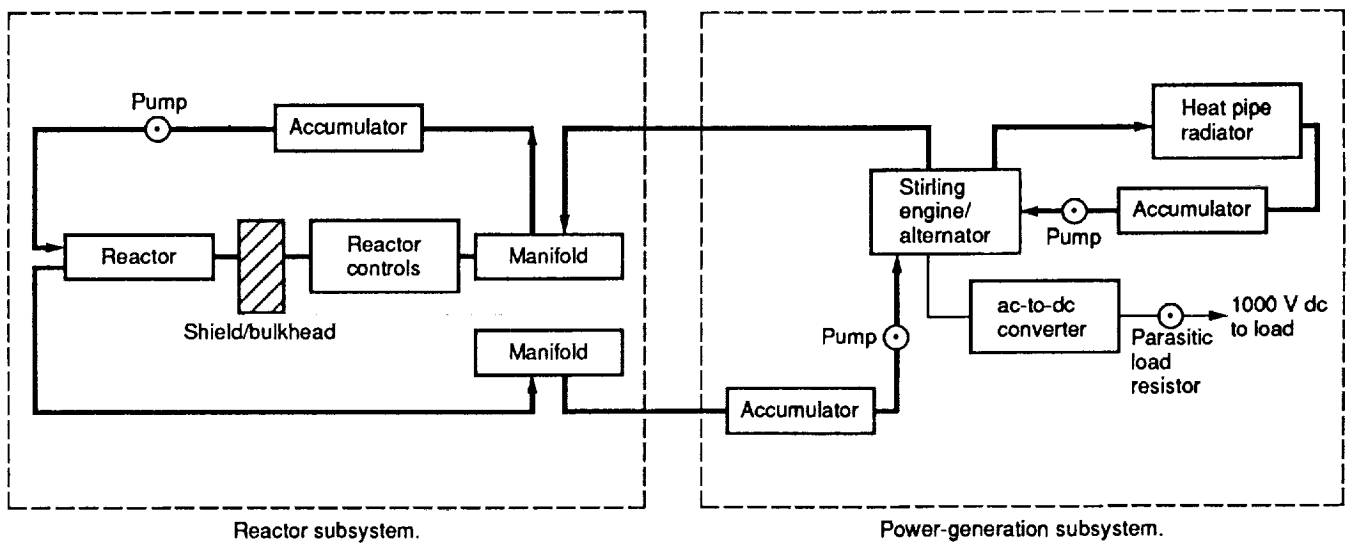 Pump
Accumulator
Reactor
Shield/bulkhead
Reactor
controls
Manifold
Manifold
Reactor subsystem.
Heat pipe
radiator
Stirling
engine/
alternator
Pump
Accumulator
ac-to-dc
converter
1000 V dc
to load
Parasitic
load
resistor
Pump
Accumulator
Power-generation subsystem.